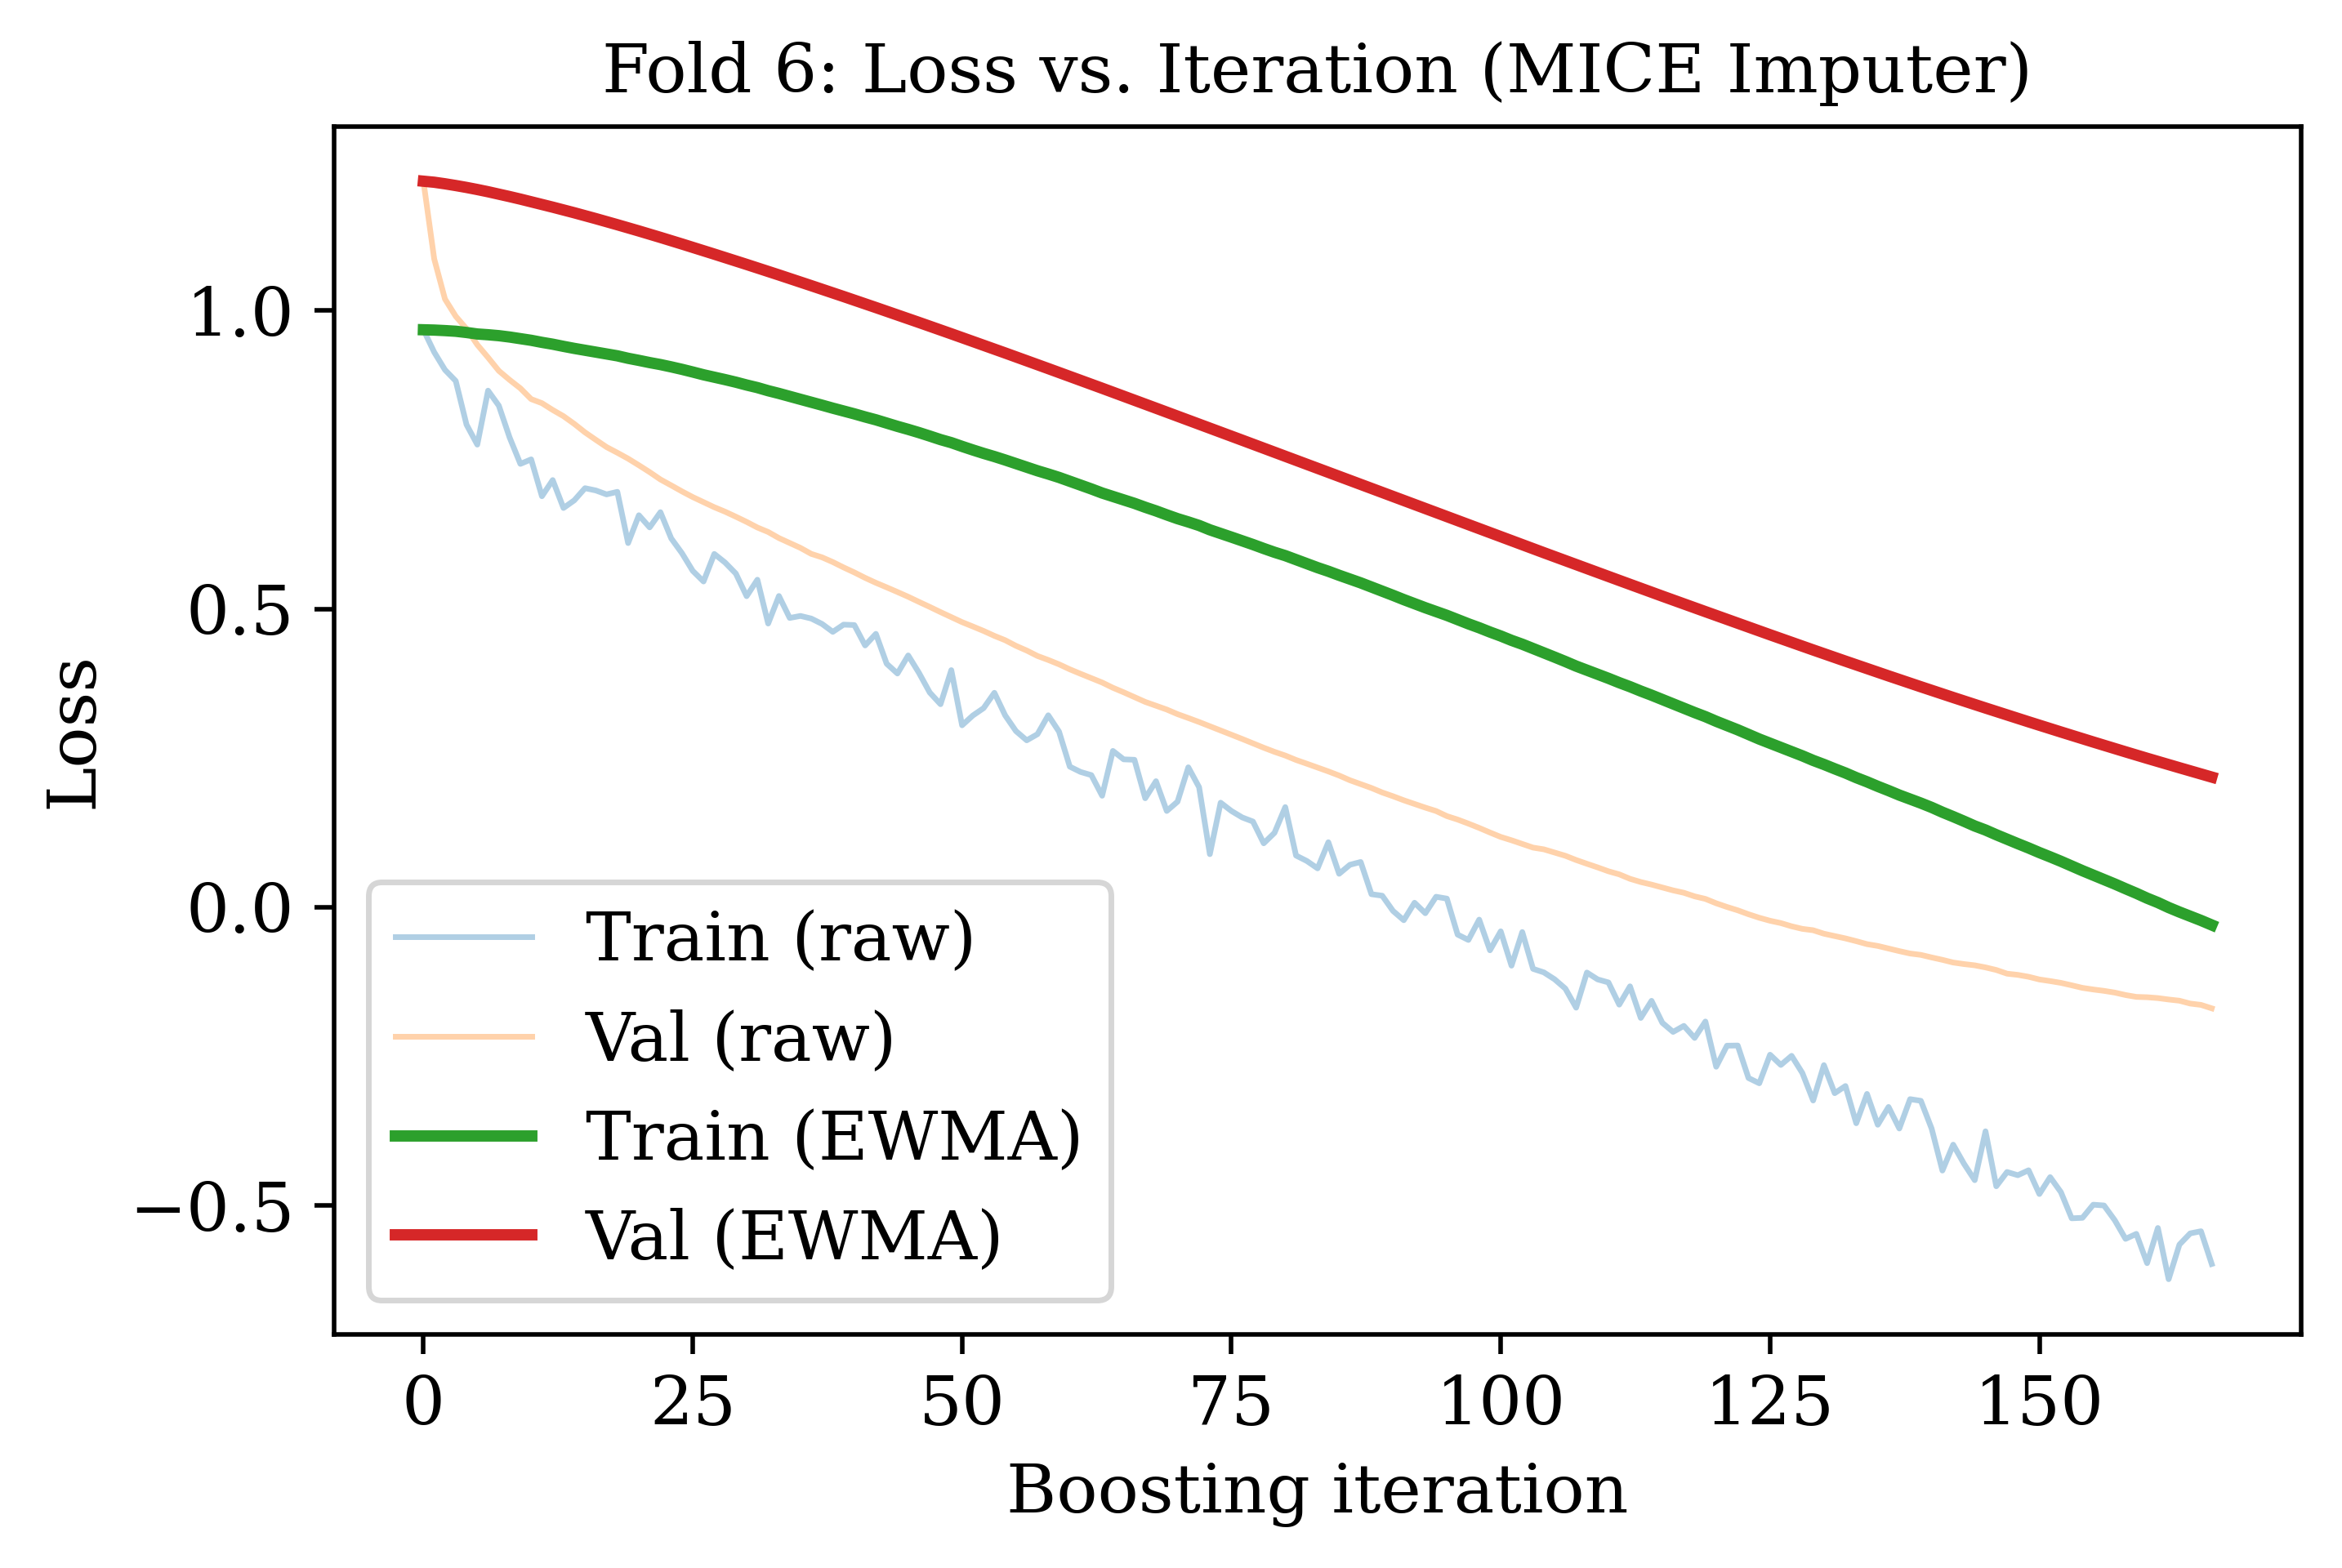 Fold 6: Loss vs. Iteration (MICE Imputer)
1.0
0.5
0.0
−0.5
Loss
Train (raw)
Val (raw)
Train (EWMA)
Val (EWMA)
0 25 50 75 100 125 150
Boosting iteration